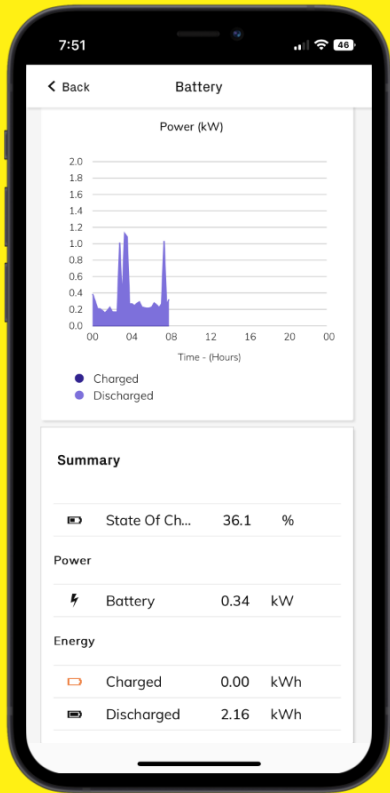 7:51
46
Back
Battery
Power (kW)
2.0
1.8
1.6
1.4
1.2
1.0
0.8
0.6
0.4
0.2
0.0
00 04 08 12 16 20 00
Time - (Hours)
Charged
Discharged
Summary
State Of Ch... 36.1 %
Power
Battery 0.34 kW
Energy
Charged 0.00 kWh
Discharged 2.16 kWh